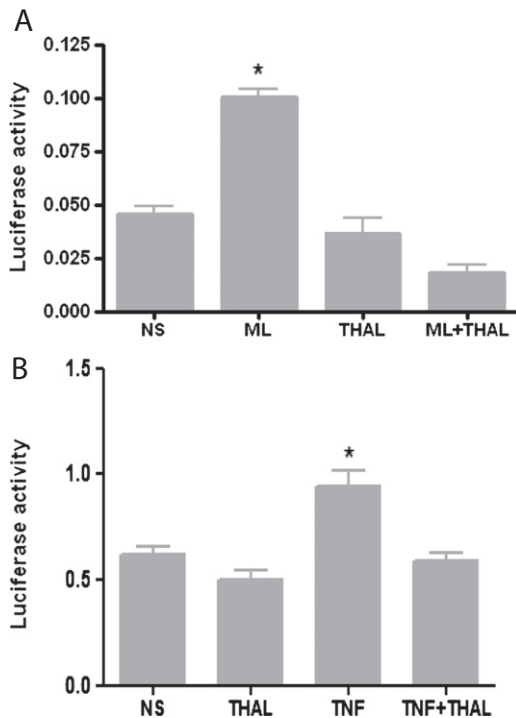 A
Luciferase activity
0.125
0.100
0.075
0.050
0.025
0.000
*
NS ML THAL ML+THAL
B
Luciferase activity
1.5
1.0
0.5
0.0
*
NS THAL TNF TNF+THAL